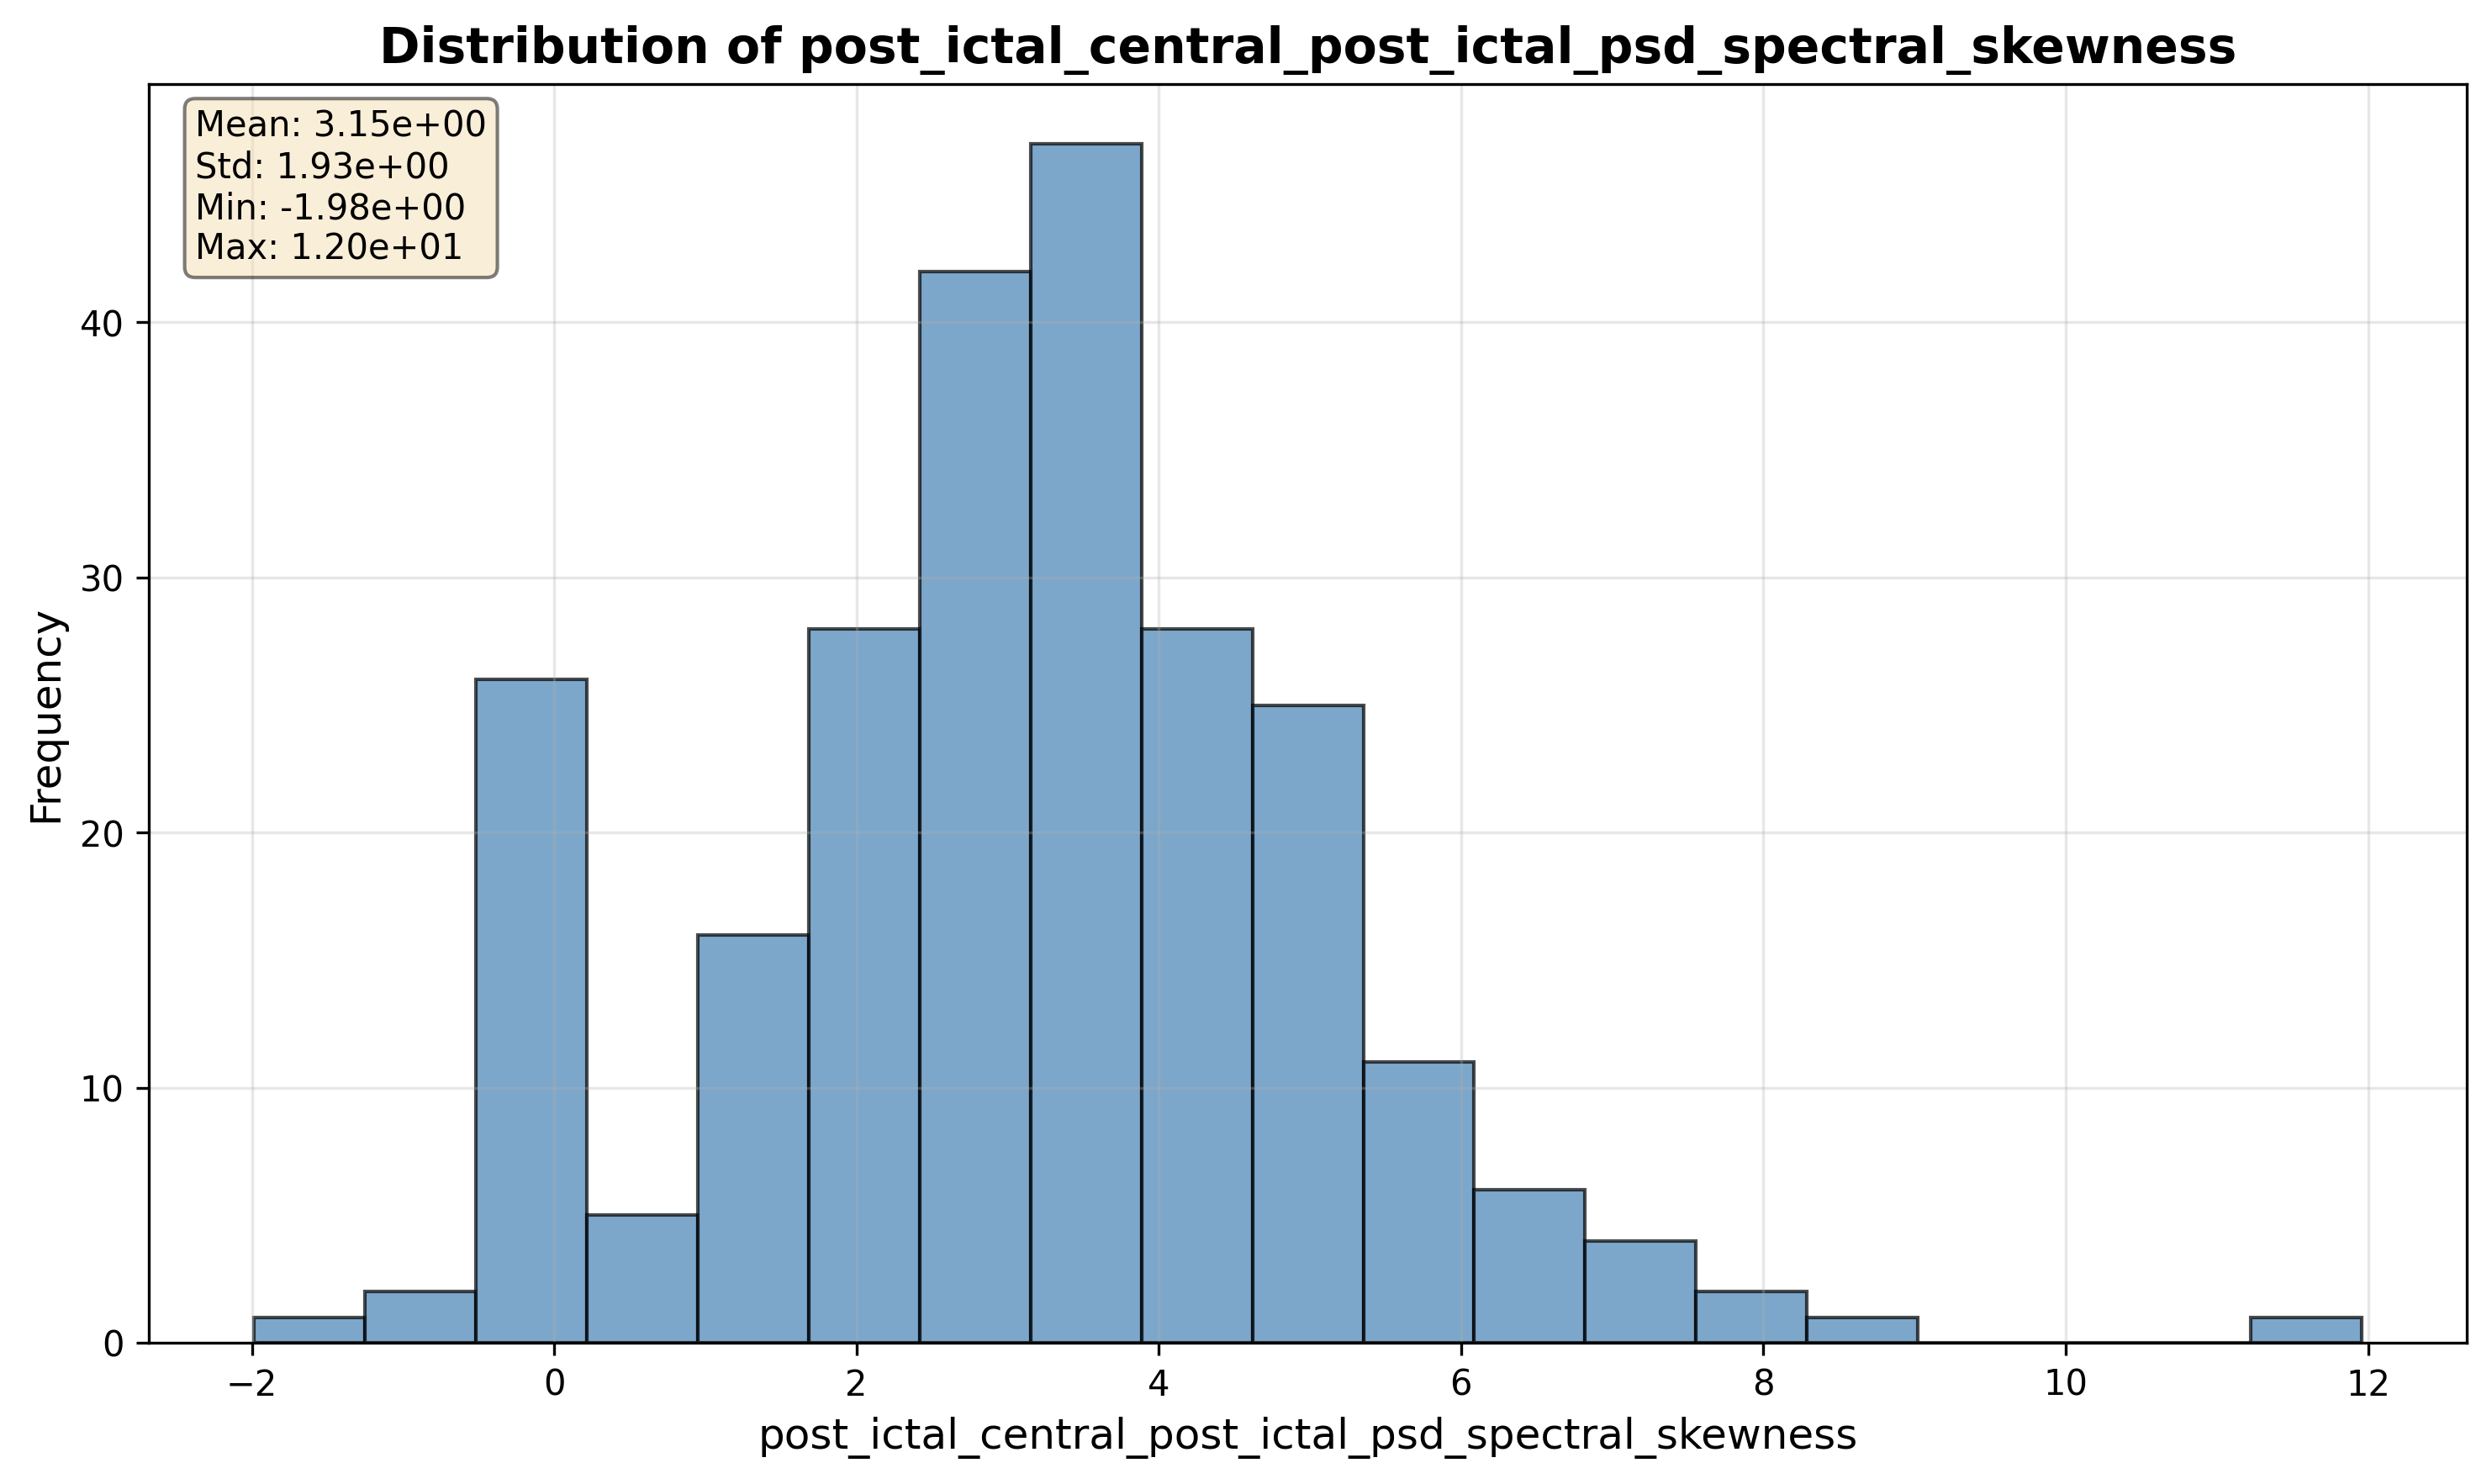 Distribution of post_ictal_central_post_ictal_psd_spectral_skewness
Mean: 3.15e+00
Std: 1.93e+00
Min: -1.98e+00
Max: 1.20e+01
Frequency
40
30
20
10
0
−2 0 2 4 6 8 10 12
post_ictal_central_post_ictal_psd_spectral_skewness